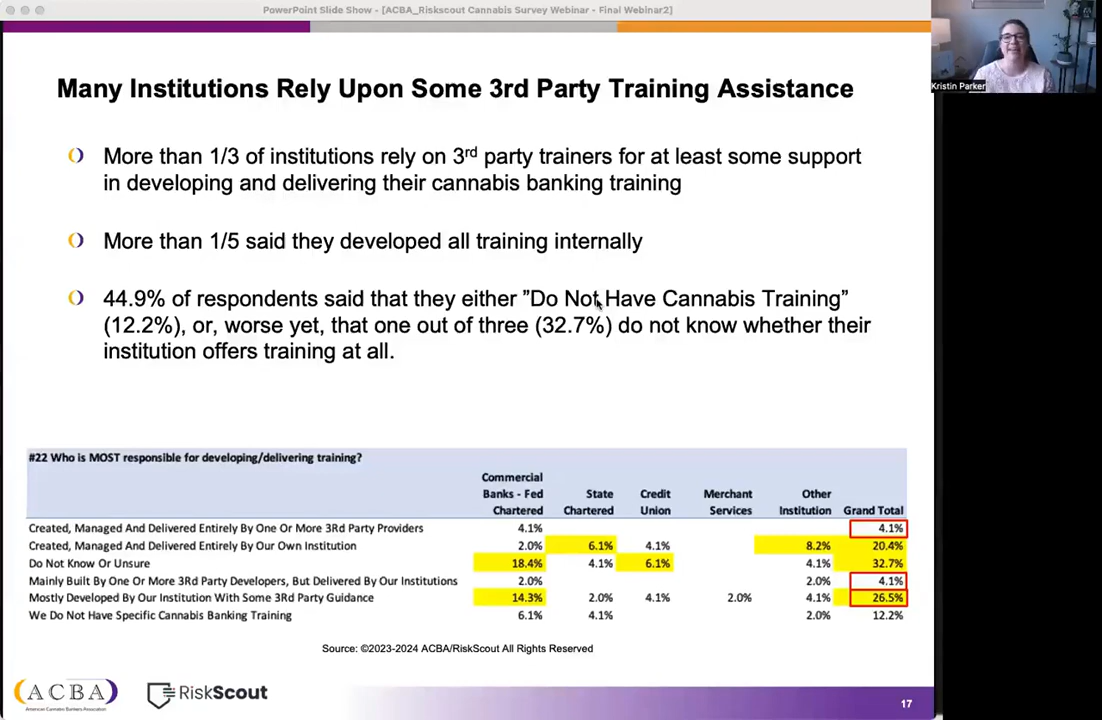 PowerPoint Slide Show - [ACBA_Riskscout Cannabis Survey Webinar - Final Webinar2]
Kristin Parker
Many Institutions Rely Upon Some 3rd Party Training Assistance
More than 1/3 of institutions rely on 3rd party trainers for at least some support
in developing and delivering their cannabis banking training
More than 1/5 said they developed all training internally
44.9% of respondents said that they either ”Do Not Have Cannabis Training”
(12.2%), or, worse yet, that one out of three (32.7%) do not know whether their
institution offers training at all.
#22 Who is MOST responsible for developing/delivering training?
Commercial
Banks - Fed State Credit Merchant Other
Chartered Chartered Union Services Institution Grand Total
Created, Managed And Delivered Entirely By One Or More 3Rd Party Providers 4.1% 4.1%
Created, Managed And Delivered Entirely By Our Own Institution 2.0% 6.1% 4.1% 8.2% 20.4%
Do Not Know Or Unsure 18.4% 4.1% 6.1% 4.1% 32.7%
Mainly Built By One Or More 3Rd Party Developers, But Delivered By Our Institutions 2.0% 2.0% 4.1%
Mostly Developed By Our Institution With Some 3Rd Party Guidance 14.3% 2.0% 4.1% 2.0% 4.1% 26.5%
We Do Not Have Specific Cannabis Banking Training 6.1% 4.1% 2.0% 12.2%
Source: ©2023-2024 ACBA/RiskScout All Rights Reserved
ACBA
American Cannabis Bankers Association
RiskScout
17